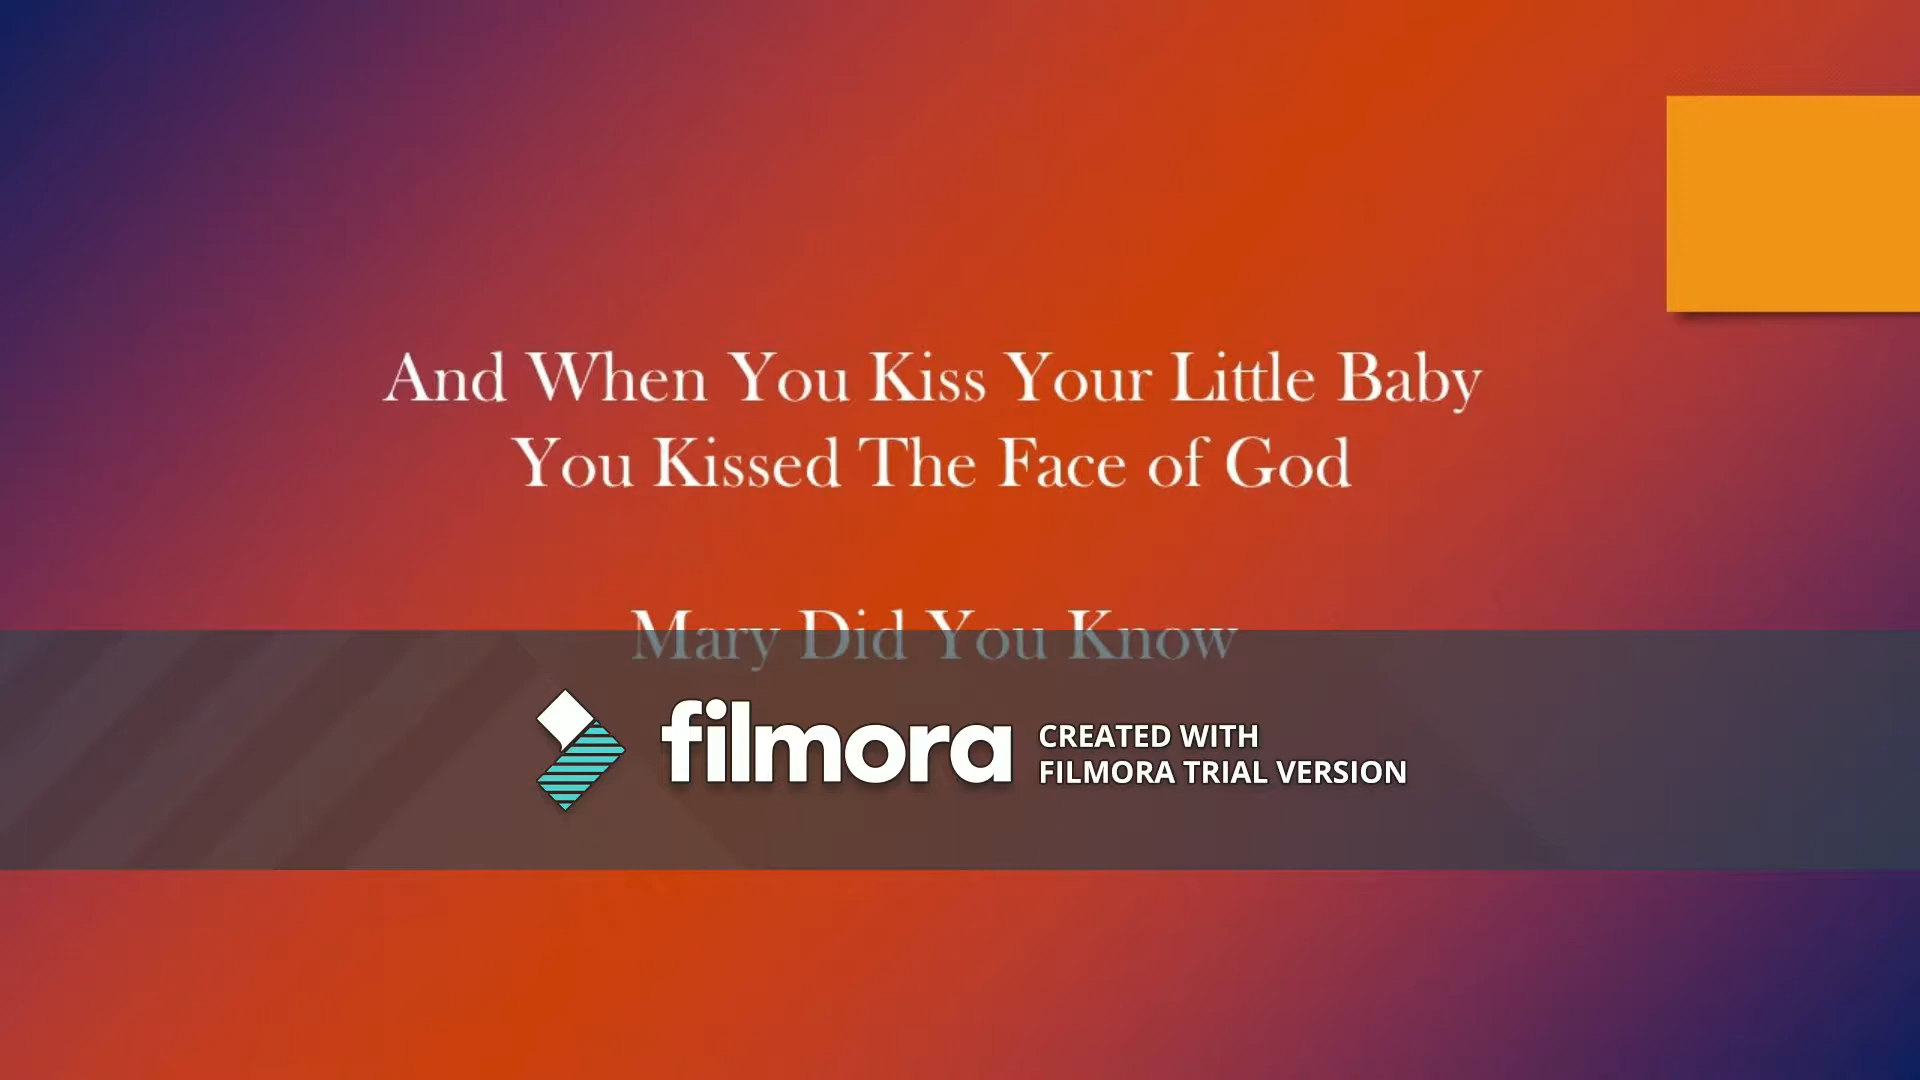 And When You Kiss Your Little Baby
You Kissed The Face of God
Mary Did You Know
filmora
CREATED WITH
FILMORA TRIAL VERSION